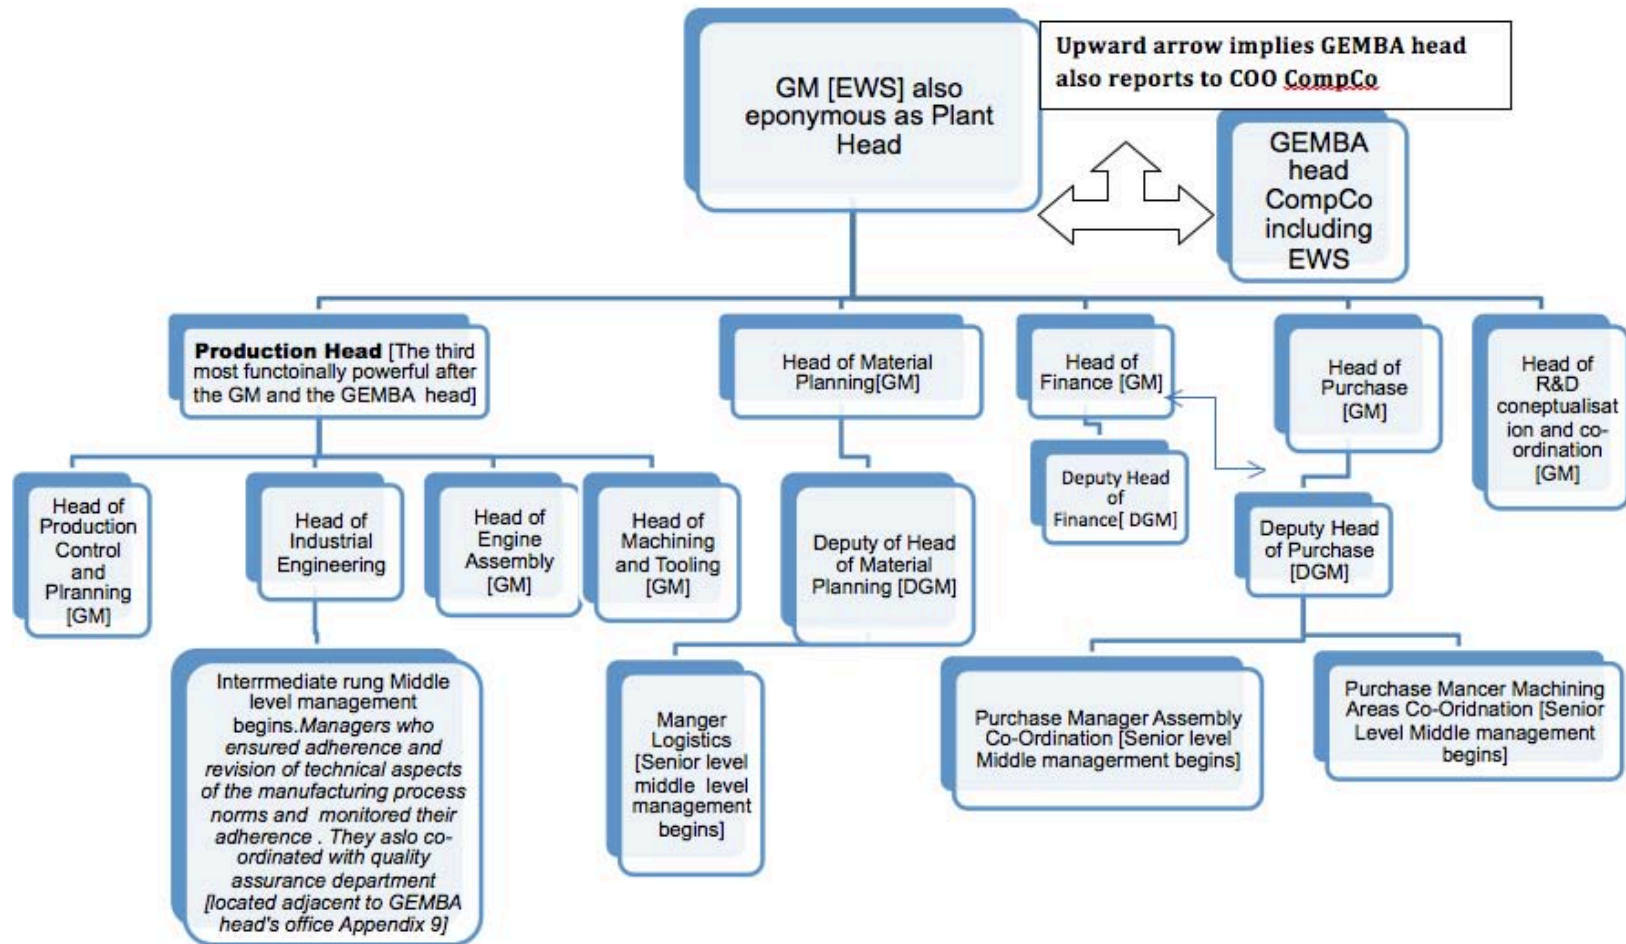 GM [EWS] also
eponymous as Plant
Head
Upward arrow implies GEMBA head
also reports to COO CompCo
GEMBA
head
CompCo
including
EWS
Production Head [The third
most functoinally powerful after
the GM and the GEMBA head]
Head of Material
Planning[GM]
Head of
Finance [GM]
Head of
Purchase
[GM]
Head of
R&D
coneptualisat
ion and co-
ordination
[GM]
Head of
Production
Control
and
Plranning
[GM]
Head of
Industrial
Engineering
Head of
Engine
Assembly
[GM]
Head of
Machining
and Tooling
[GM]
Deputy of Head
of Material
Planning [DGM]
Deputy Head
of
Finance[ DGM]
Deputy Head
of Purchase
[DGM]
Interrmediate rung Middle
level management
begins.Managers who
ensured adherence and
revision of technical aspects
of the manufacturing process
norms and monitored their
adherence . They aslo co-
ordinated with quality
assurance department
[located adjacent to GEMBA
head's office Appendix 9]
Manger
Logistics
[Senior level
middle level
management
begins]
Purchase Manager Assembly
Co-Ordination [Senior level
Middle managerment begins]
Purchase Mancer Machining
Areas Co-Oridnation [Senior
Level Middle management
begins]